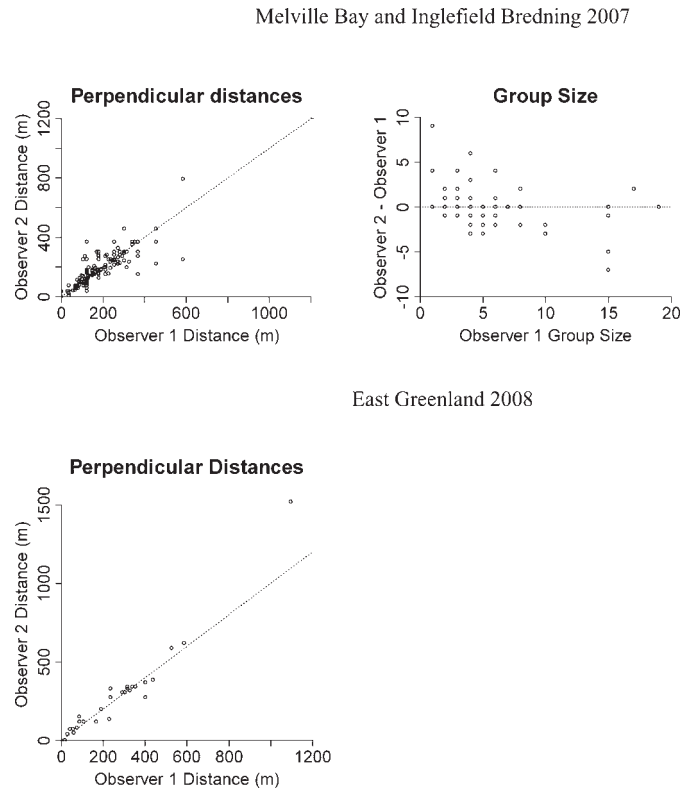 Melville Bay and Inglefield Bredning 2007
Perpendicular distances
Observer 2 Distance (m)
0 400 800 1200
0 200 400 600 1000
Observer 1 Distance (m)
Group Size
Observer 2 - Observer 1
-10 -5 0 5 10
0 5 10 15 20
Observer 1 Group Size
East Greenland 2008
Perpendicular Distances
Observer 2 Distance (m)
0 500 1000 1500
0 200 400 600 800 1200
Observer 1 Distance (m)